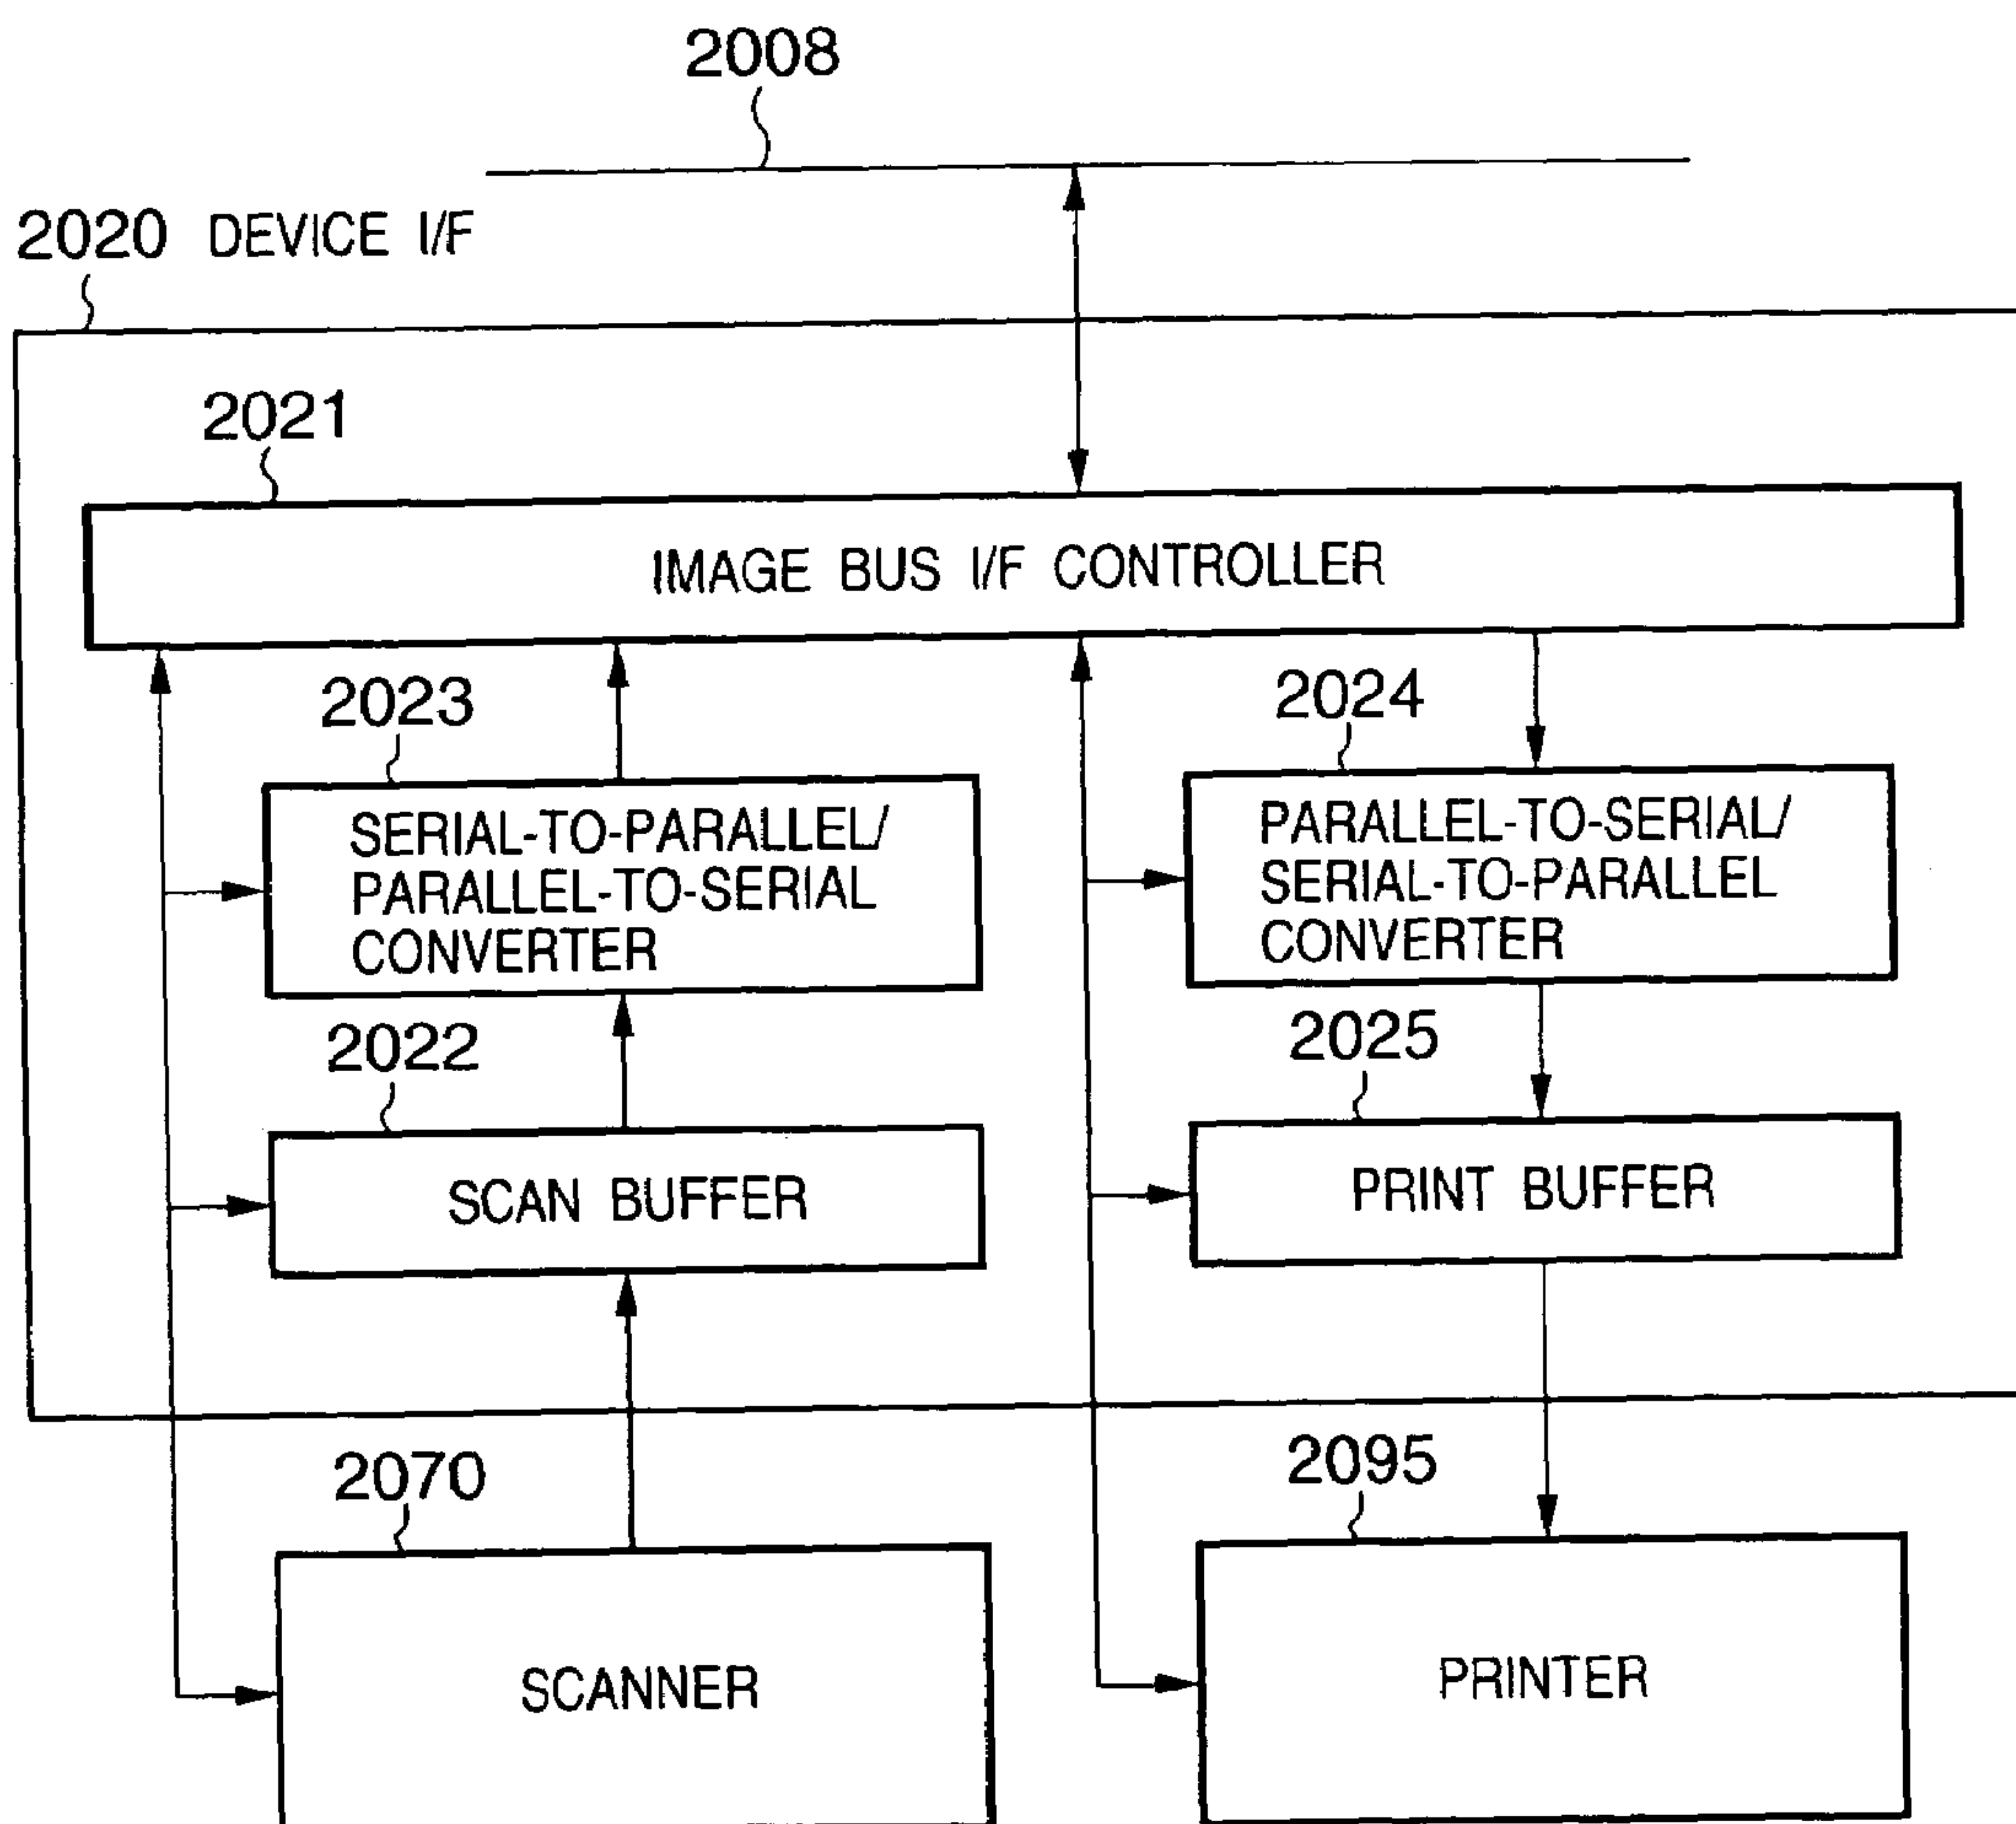 2008
2020 DEVICE I/F
2021
IMAGE BUS I/F CONTROLLER
2023
2024
SERIAL-TO-PARALLEL/
PARALLEL-TO-SERIAL
CONVERTER
PARALLEL-TO-SERIAL/
SERIAL-TO-PARALLEL
CONVERTER
2022
2025
SCAN BUFFER
PRINT BUFFER
2070
2095
SCANNER
PRINTER